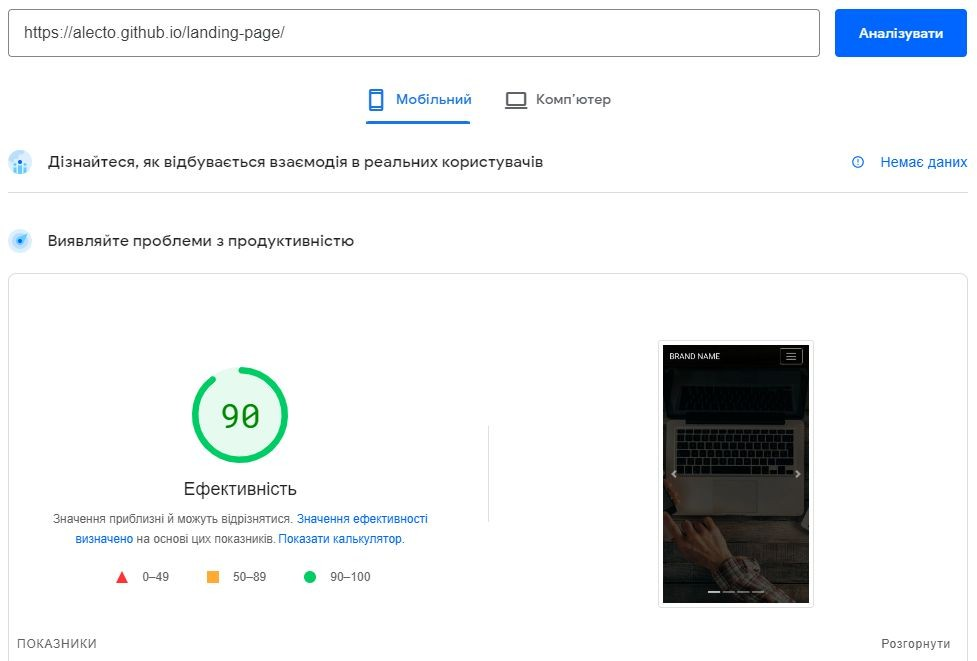 https://alecto.github.io/landing-page/
Аналізувати
Мобільний
Комп’ютер
Дізнайтеся, як відбувається взаємодія в реальних користувачів
Немає даних
Виявляйте проблеми з продуктивністю
90
Ефективність
Значення приблизні й можуть відрізнятися. Значення ефективності
визначено на основі цих показників. Показати калькулятор.
0–49
50–89
90–100
BRAND NAME
ПОКАЗНИКИ
Розгорнути